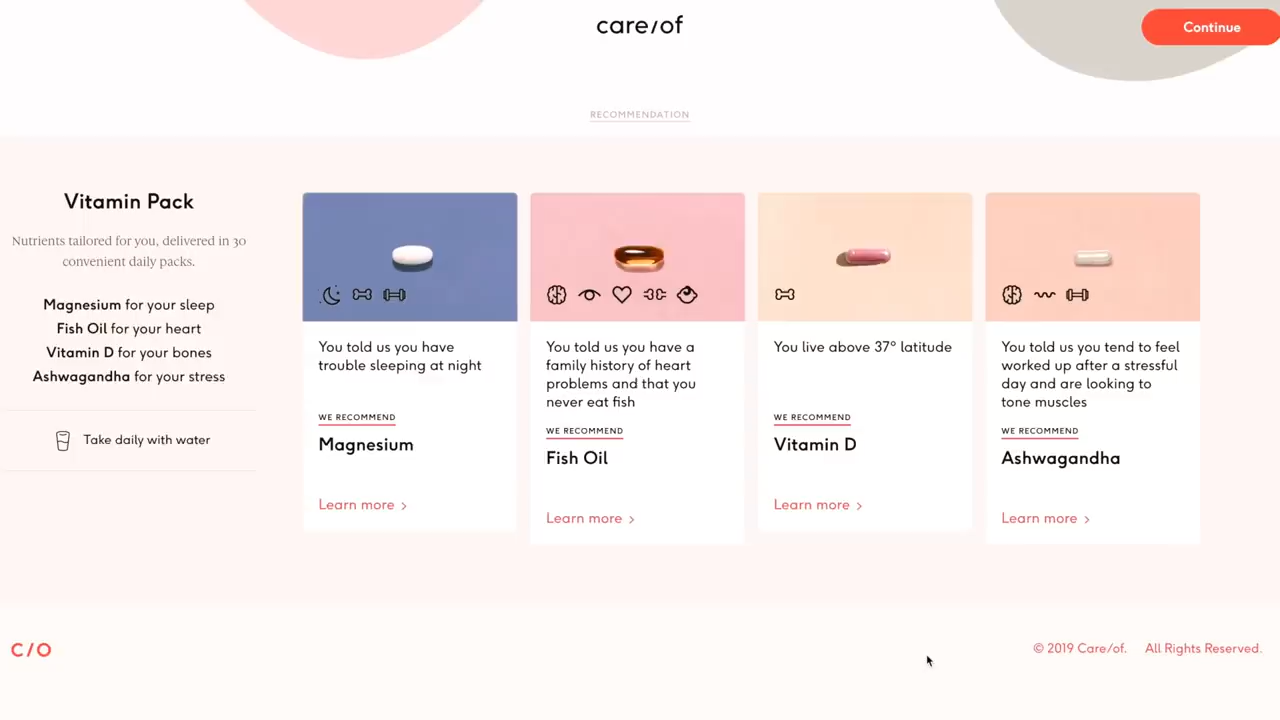 care/of
Continue
RECOMMENDATION
Vitamin Pack
Nutrients tailored for you, delivered in 30
convenient daily packs.
Magnesium for your sleep
Fish Oil for your heart
Vitamin D for your bones
Ashwagandha for your stress
Take daily with water
You told us you have
trouble sleeping at night
WE RECOMMEND
Magnesium
Learn more >
You told us you have a
family history of heart
problems and that you
never eat fish
WE RECOMMEND
Fish Oil
Learn more >
You live above 37° latitude
WE RECOMMEND
Vitamin D
Learn more >
You told us you tend to feel
worked up after a stressful
day and are looking to
tone muscles
WE RECOMMEND
Ashwagandha
Learn more >
C/O
© 2019 Care/of. All Rights Reserved.